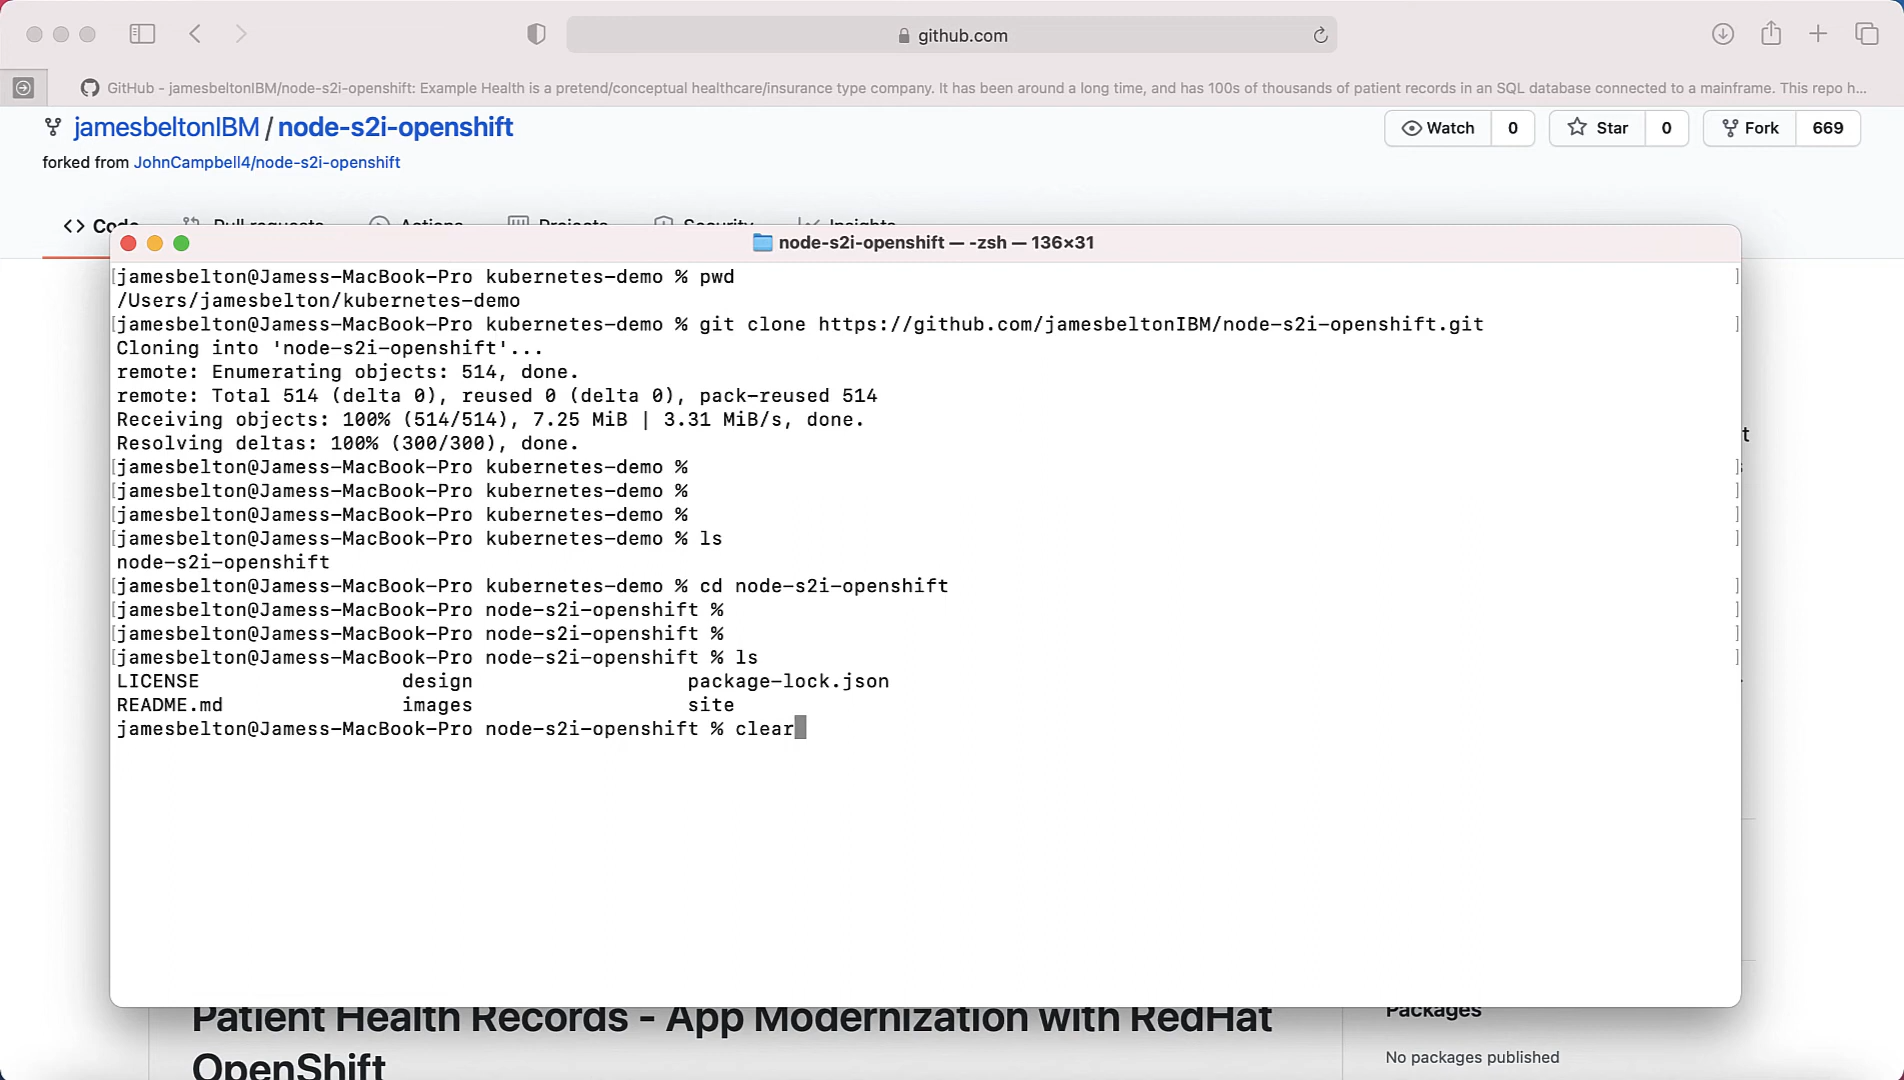 github.com
GitHub - jamesbeltonIBM/node-s2i-openshift: Example Health is a pretend/conceptual healthcare/insurance type company. It has been around a long time, and has 100s of thousands of patient records in an SQL database connected to a mainframe. This repo h...
jamesbeltonIBM / node-s2i-openshift
Watch 0 Star 0 Fork 669
forked from JohnCampbell4/node-s2i-openshift
Code Pull requests Actions Projects Security Insights
node-s2i-openshift — -zsh — 136×31
[jamesbelton@Jamess-MacBook-Pro kubernetes-demo % pwd ]
/Users/jamesbelton/kubernetes-demo
[jamesbelton@Jamess-MacBook-Pro kubernetes-demo % git clone https://github.com/jamesbeltonIBM/node-s2i-openshift.git ]
Cloning into 'node-s2i-openshift'...
remote: Enumerating objects: 514, done.
remote: Total 514 (delta 0), reused 0 (delta 0), pack-reused 514
Receiving objects: 100% (514/514), 7.25 MiB | 3.31 MiB/s, done.
Resolving deltas: 100% (300/300), done.
[jamesbelton@Jamess-MacBook-Pro kubernetes-demo % ]
[jamesbelton@Jamess-MacBook-Pro kubernetes-demo % ]
[jamesbelton@Jamess-MacBook-Pro kubernetes-demo % ]
[jamesbelton@Jamess-MacBook-Pro kubernetes-demo % ls ]
node-s2i-openshift
[jamesbelton@Jamess-MacBook-Pro kubernetes-demo % cd node-s2i-openshift ]
[jamesbelton@Jamess-MacBook-Pro node-s2i-openshift % ]
[jamesbelton@Jamess-MacBook-Pro node-s2i-openshift % ]
[jamesbelton@Jamess-MacBook-Pro node-s2i-openshift % ls ]
LICENSE design package-lock.json
README.md images site
jamesbelton@Jamess-MacBook-Pro node-s2i-openshift % clear
Patient Health Records - App Modernization with RedHat
OpenShift
Packages
No packages published